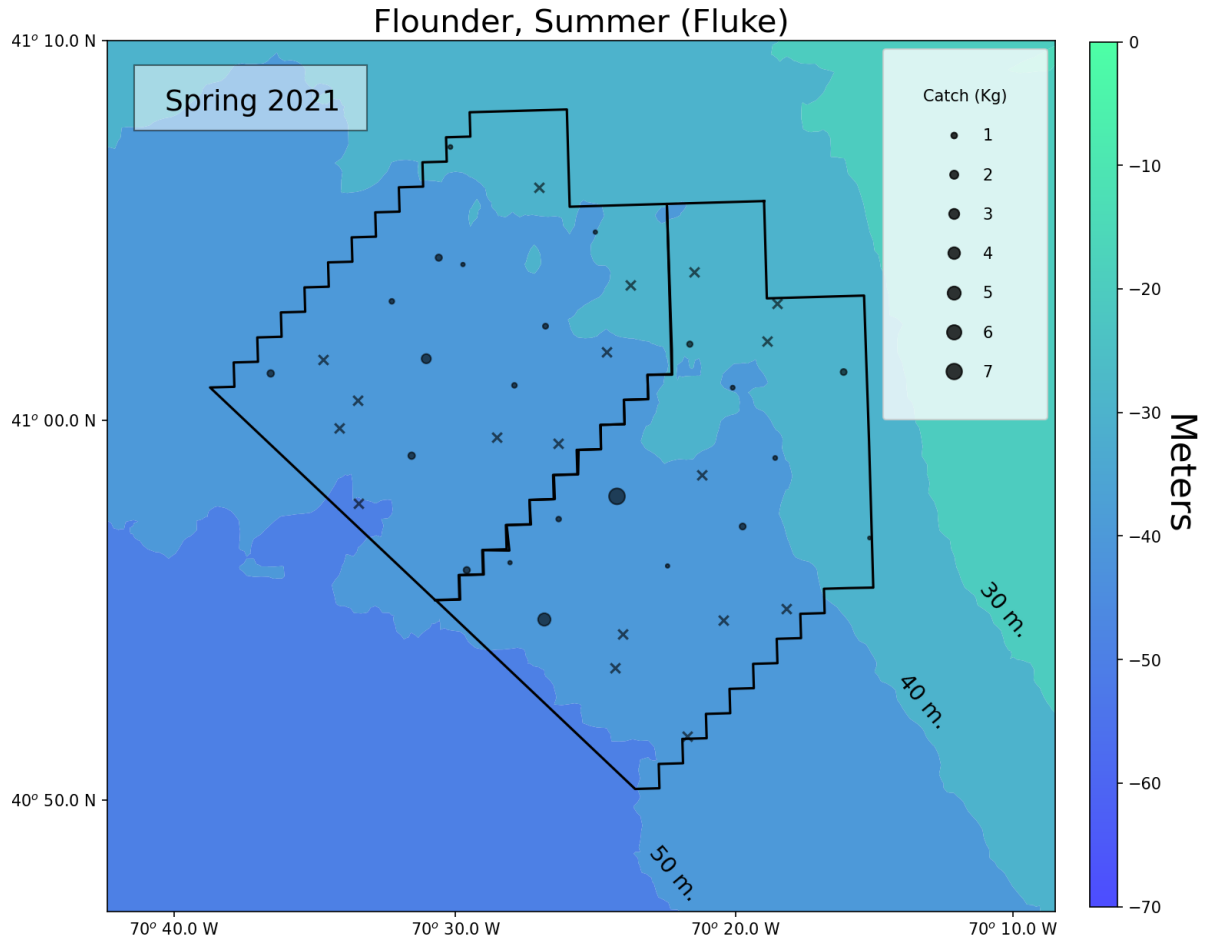 Flounder, Summer (Fluke)
41° 10.0 N
Spring 2021
Catch (Kg)
1
2
3
4
5
6
7
0
−10
−20
−30
−40
−50
−60
−70
Meters
41° 00.0 N
40° 50.0 N
30 m.
40 m.
50 m.
70° 40.0 W
70° 30.0 W
70° 20.0 W
70° 10.0 W